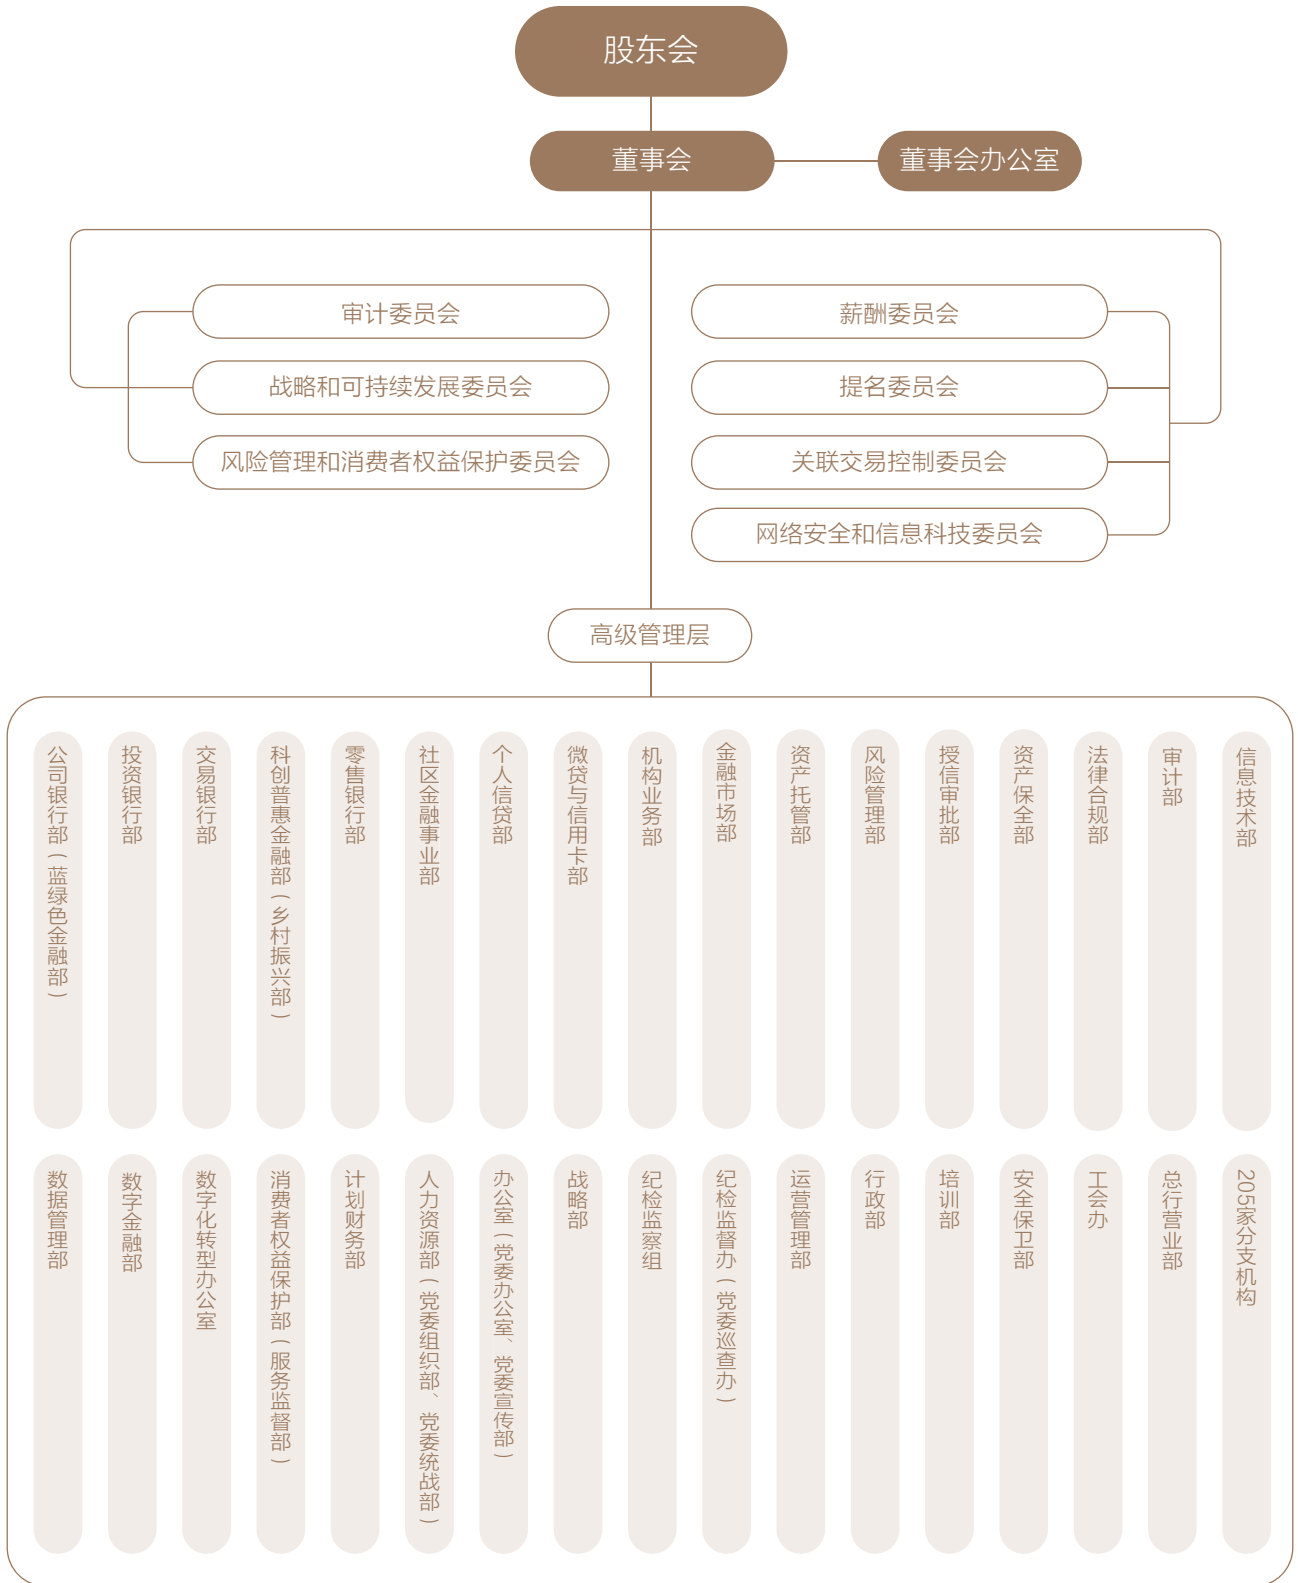 股东会
董事会
董事会办公室
审计委员会
薪酬委员会
战略和可持续发展委员会
提名委员会
风险管理和消费者权益保护委员会
关联交易控制委员会
网络安全和信息科技委员会
高级管理层
公司银行部(蓝绿色金融部)
投资银行部
交易银行部
科创普惠金融部(乡村振兴部)
零售银行部
社区金融事业部
个人信贷部
微贷与信用卡部
机构业务部
金融市场部
资产托管部
风险管理部
授信审批部
资产保全部
法律合规部
审计部
信息技术部
数据管理部
数字金融部
数字化转型办公室
消费者权益保护部(服务监督部)
计划财务部
人力资源部(党委组织部、党委统战部)
办公室(党委办公室、党委宣传部)
战略部
纪检监察组
纪检监督办(党委巡查办)
运营管理部
行政部
培训部
安全保卫部
工会办
总行营业部
205家分支机构